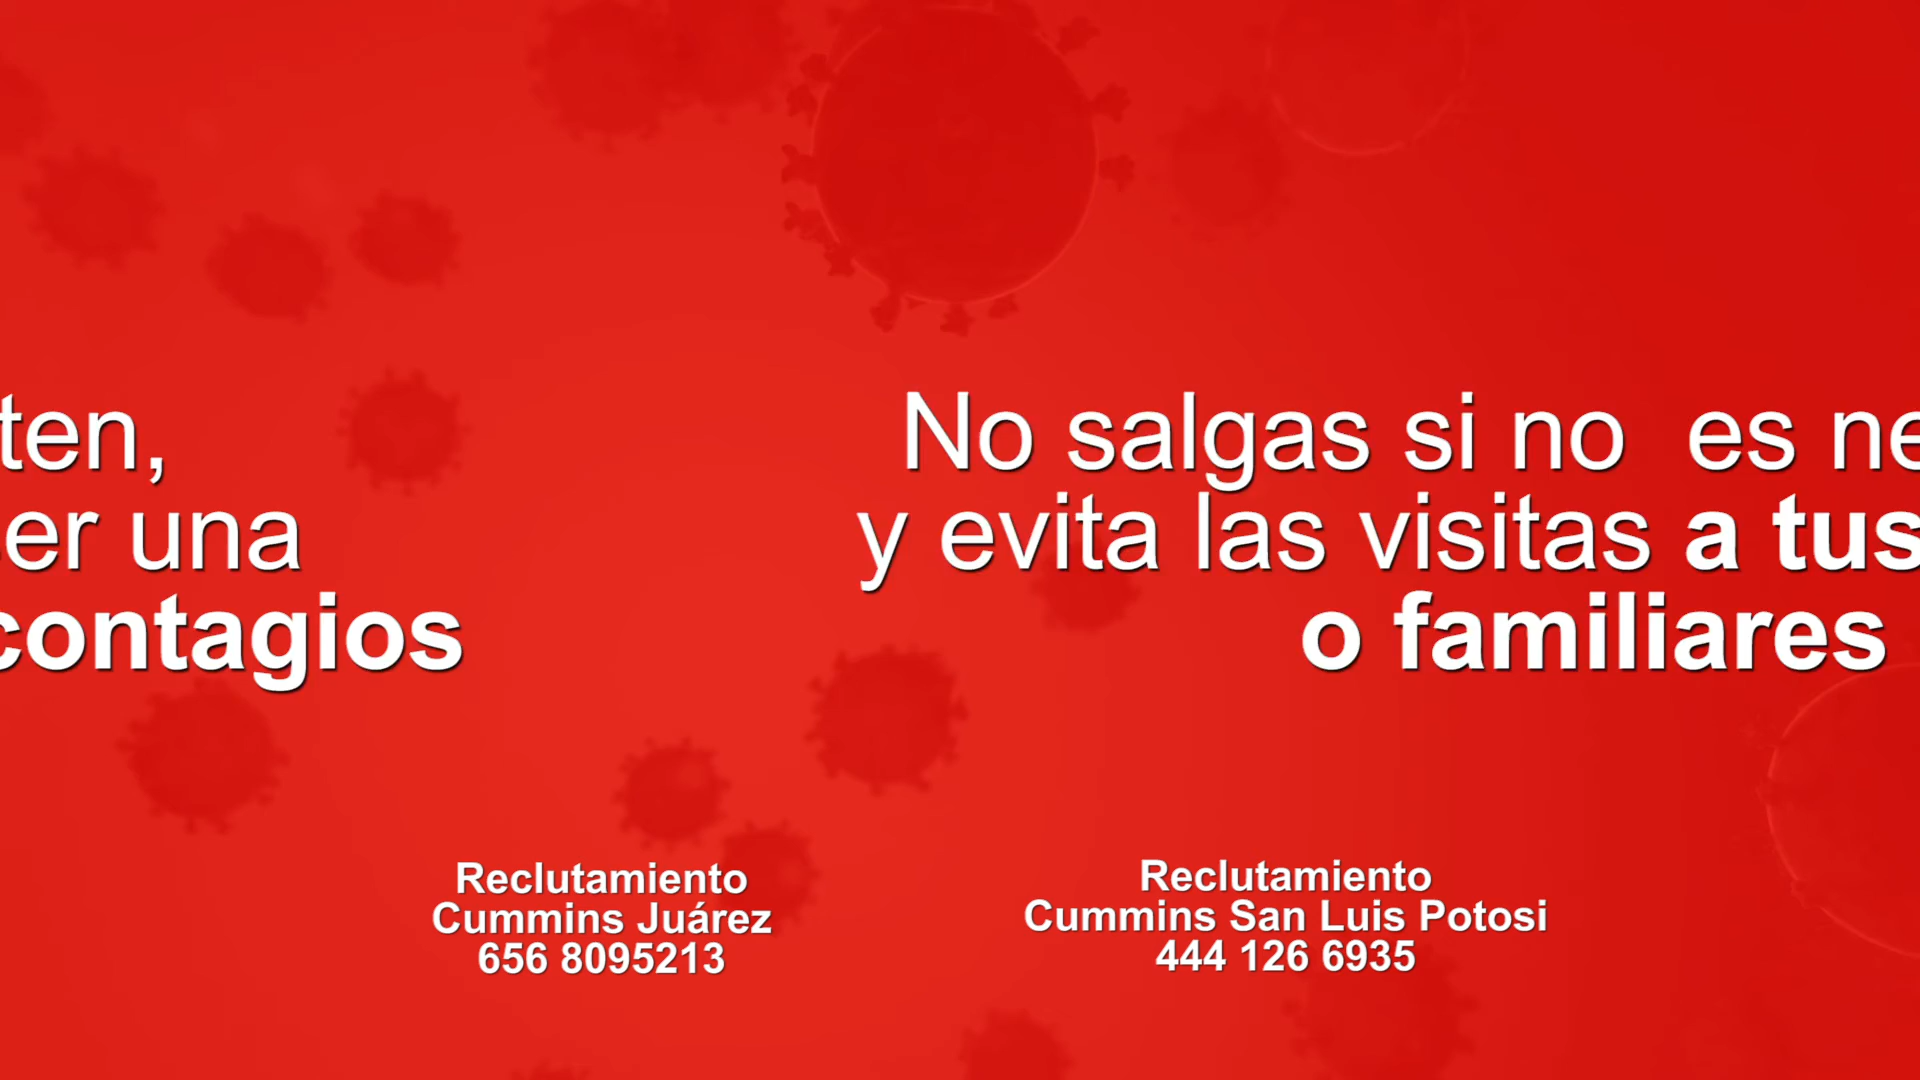 ten,
er una
contagios
No salgas si no es ne
y evita las visitas a tus
o familiares
Reclutamiento
Cummins Juárez
656 8095213
Reclutamiento
Cummins San Luis Potosi
444 126 6935